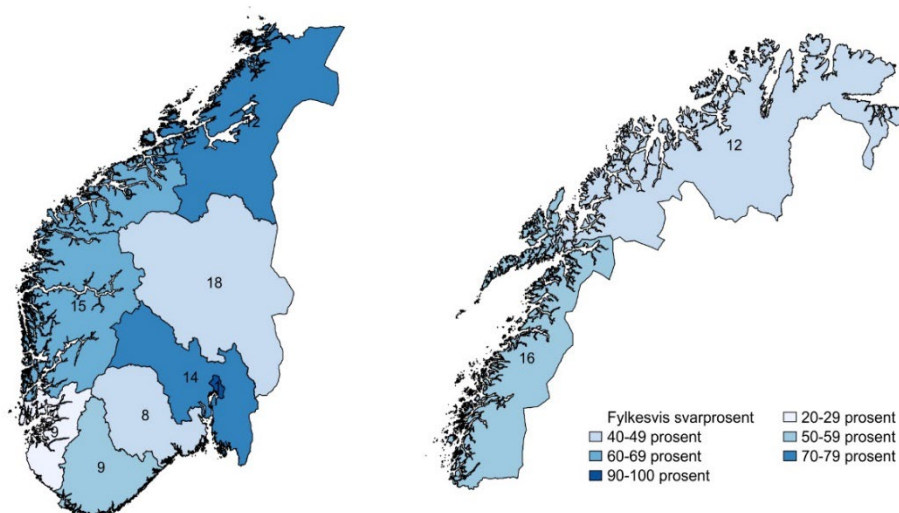 12
18
15
14
16
9
8
9
Fylkesvis svarprosent
20-29 prosent
40-49 prosent
50-59 prosent
60-69 prosent
70-79 prosent
90-100 prosent